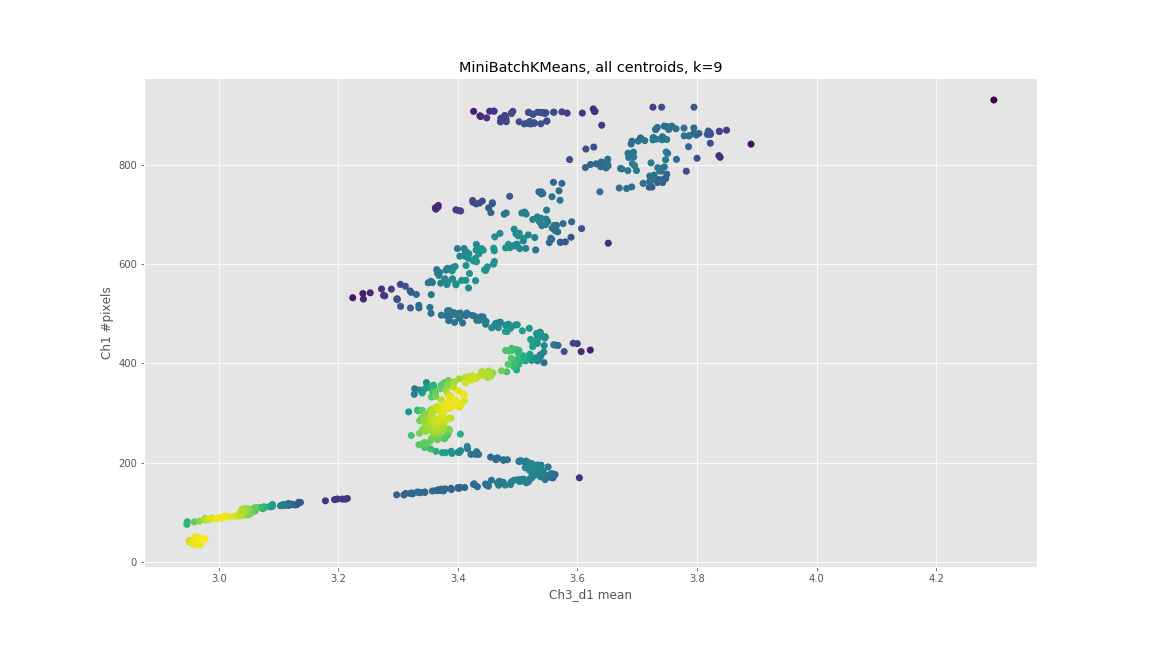 MiniBatchKMeans, all centroids, k=9
Ch1 #pixels
800
600
400
200
0
3.0 3.2 3.4 3.6 3.8 4.0 4.2
Ch3_d1 mean